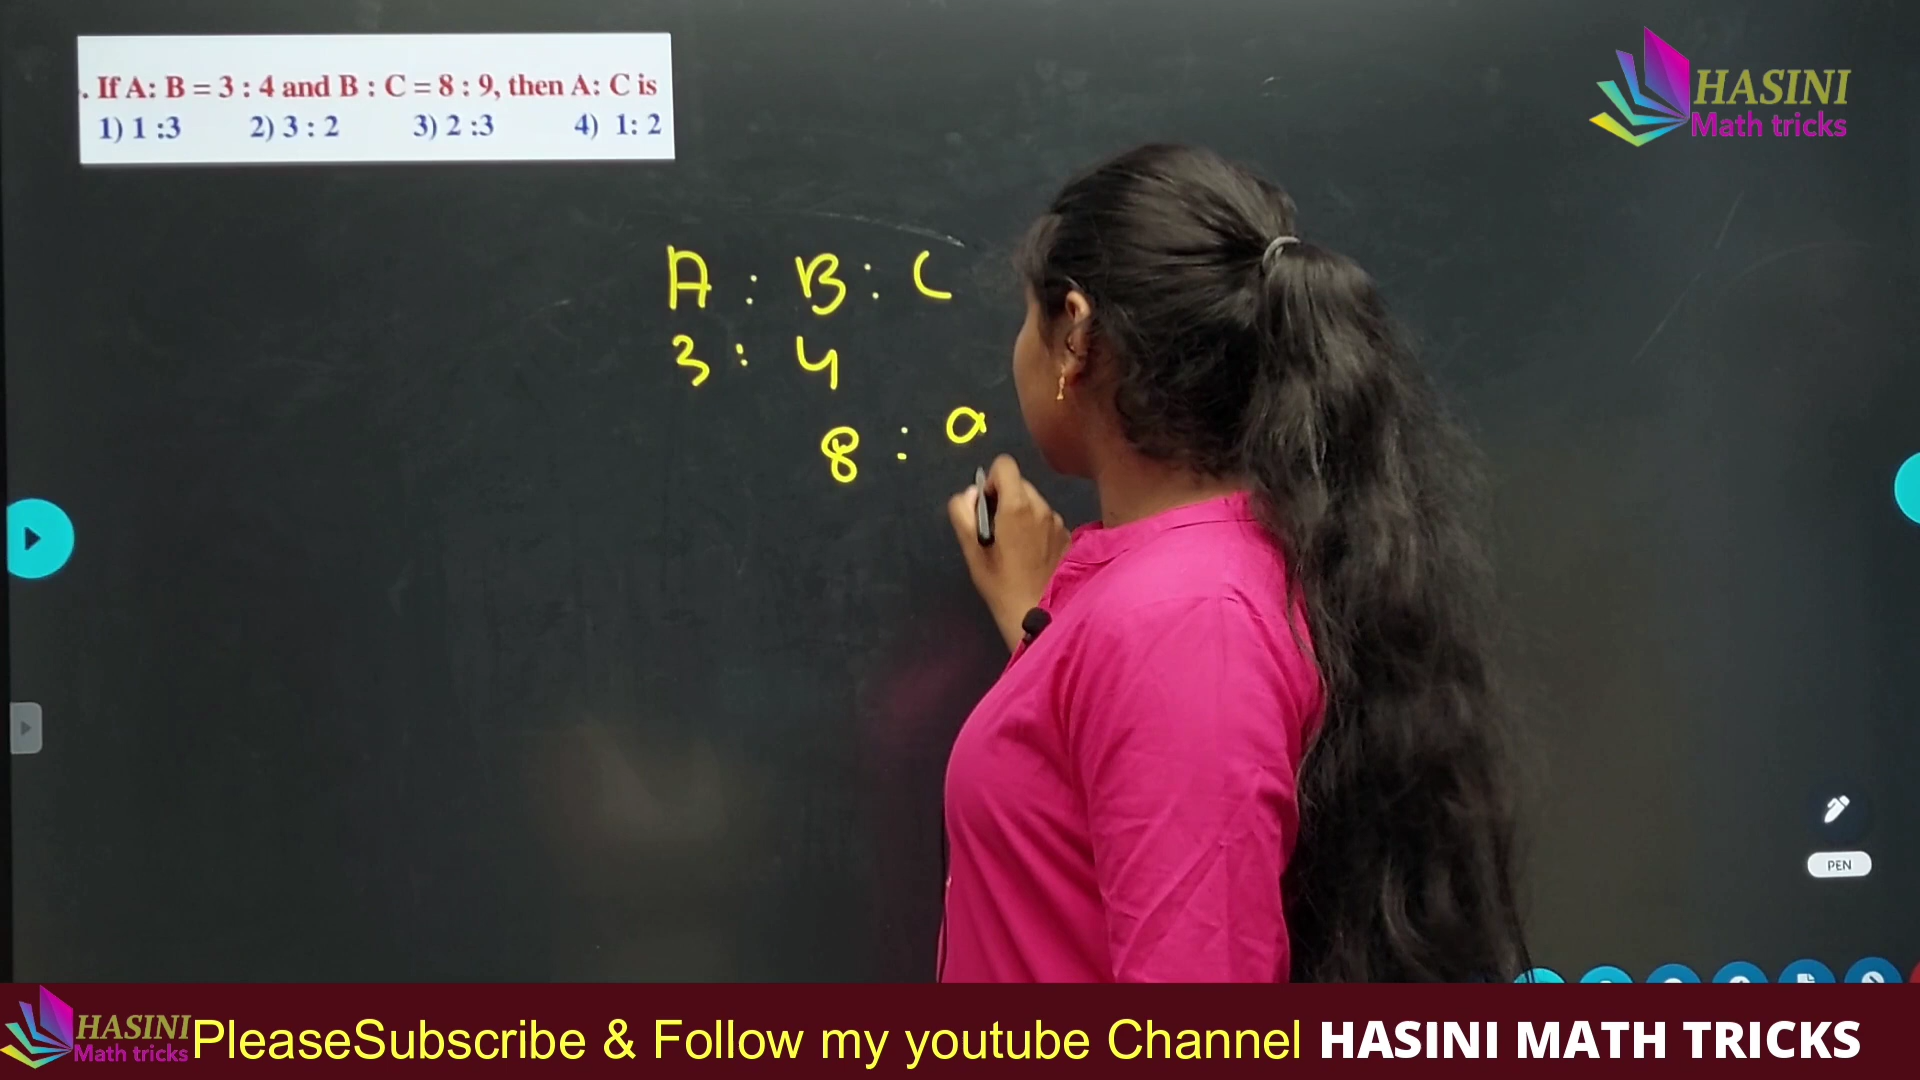 . If A: B = 3 : 4 and B : C = 8 : 9, then A: C is
1) 1 :3 2) 3 : 2 3) 2 :3 4) 1: 2
HASINI
Math tricks
A : B : C
3 : 4
8 :
PEN
HASINI
Math tricks
PleaseSubscribe & Follow my youtube Channel HASINI MATH TRICKS